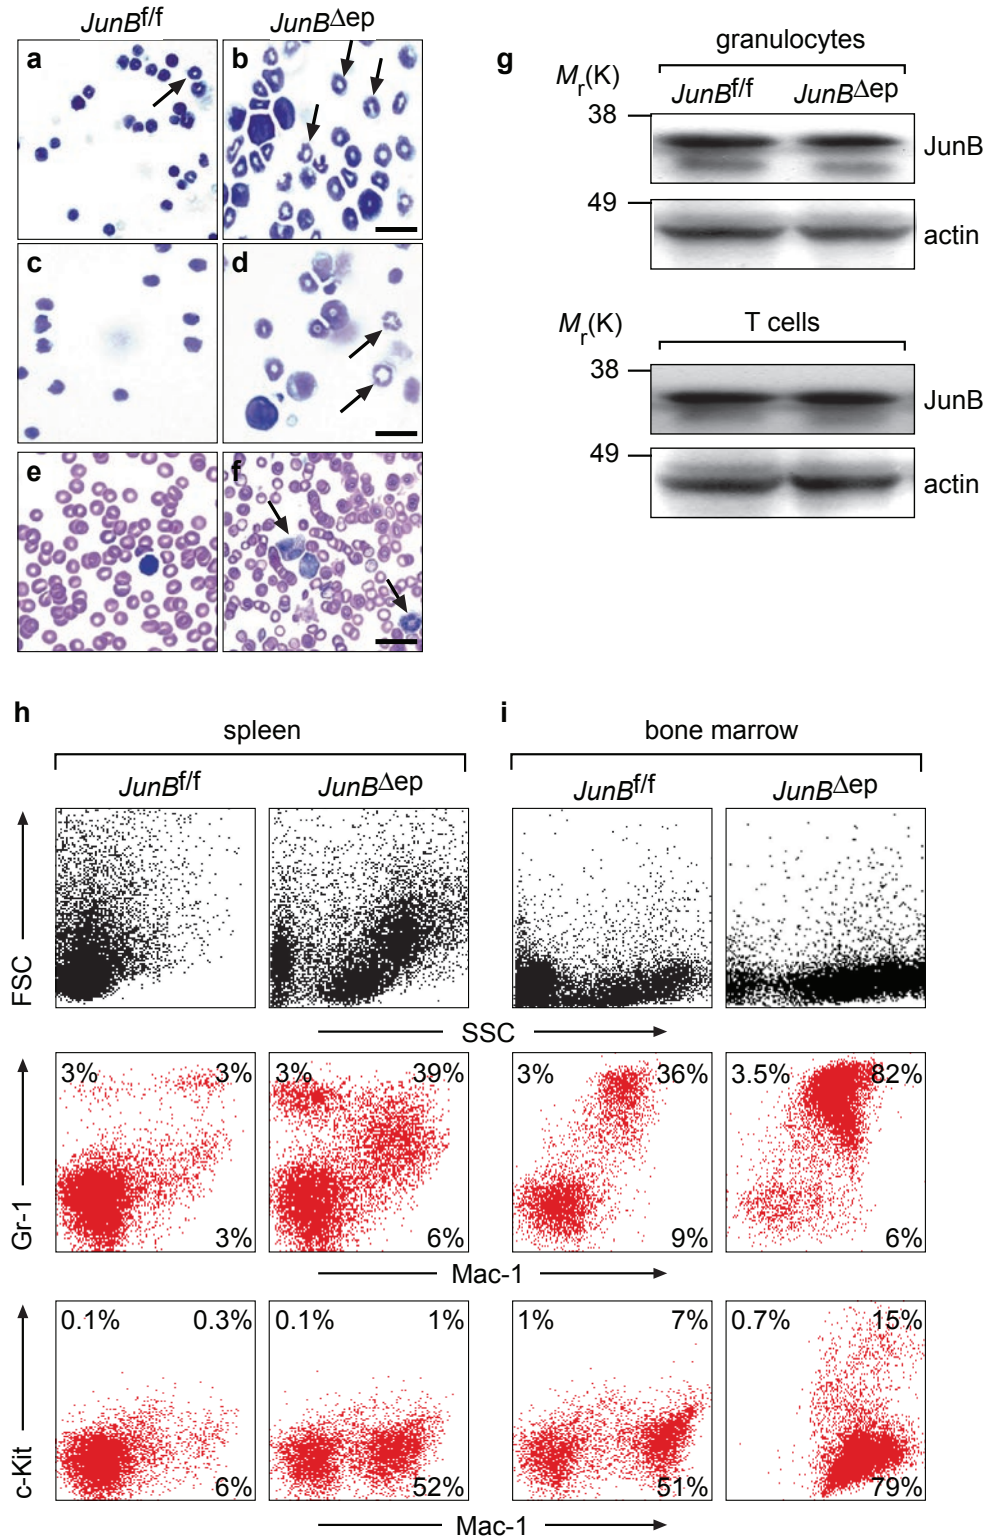 JunBf/f JunBΔep
a b
c d
e f
g
granulocytes
Mr(K) JunBf/f JunBΔep
38
JunB
49
actin
Mr(K) T cells
38
JunB
49
actin
h i
spleen bone marrow
JunBf/f JunBΔep JunBf/f JunBΔep
FSC
SSC
3% 3% 3% 39% 3% 36% 3.5% 82%
Gr-1
3% 6% 9% 6%
Mac-1
0.1% 0.3% 0.1% 1% 1% 7% 0.7% 15%
c-Kit
6% 52% 51% 79%
Mac-1